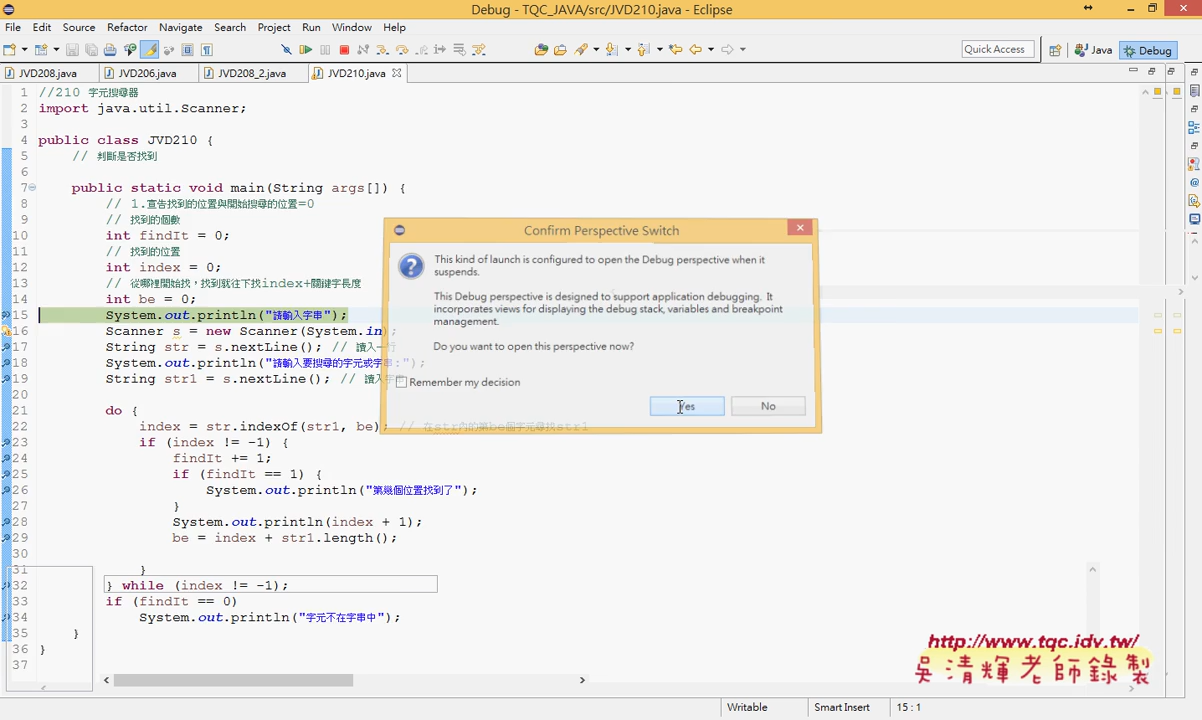 Debug - TQC_JAVA/src/JVD210.java - Eclipse
File Edit Source Refactor Navigate Search Project Run Window Help
Quick Access Java Debug
JVD208.java JVD206.java JVD208_2.java JVD210.java
1 //210 字元搜尋器
2 import java.util.Scanner;
3
4 public class JVD210 {
5 // 判斷是否找到
6
7 public static void main(String args[]) {
8 // 1.宣告找到的位置與開始搜尋的位置=0
9 // 找到的個數
10 int findIt = 0;
11 // 找到的位置
12 int index = 0;
13 // 從哪裡開始找，找到就往下找index+關鍵字長度
14 int be = 0;
15 System.out.println("請輸入字串");
16 Scanner s = new Scanner(System.in);
17 String str = s.nextLine(); // 讀入一行
18 System.out.println("請輸入要搜尋的字元或字串：");
19 String str1 = s.nextLine(); // 讀入字串
20
21 do {
22 index = str.indexOf(str1, be); // 在str內的第be個字元尋找str1
23 if (index != -1) {
24 findIt += 1;
25 if (findIt == 1) {
26 System.out.println("第幾個位置找到了");
27 }
28 System.out.println(index + 1);
29 be = index + str1.length();
30
31 }
32 } while (index != -1);
33 if (findIt == 0)
34 System.out.println("字元不在字串中");
35 }
36 }
37
Confirm Perspective Switch
This kind of launch is configured to open the Debug perspective when it
suspends.
This Debug perspective is designed to support application debugging. It
incorporates views for displaying the debug stack, variables and breakpoint
management.
Do you want to open this perspective now?
Remember my decision
Yes No
http://www.tqc.idv.tw/
吳清輝老師錄製
Writable Smart Insert 15 : 1